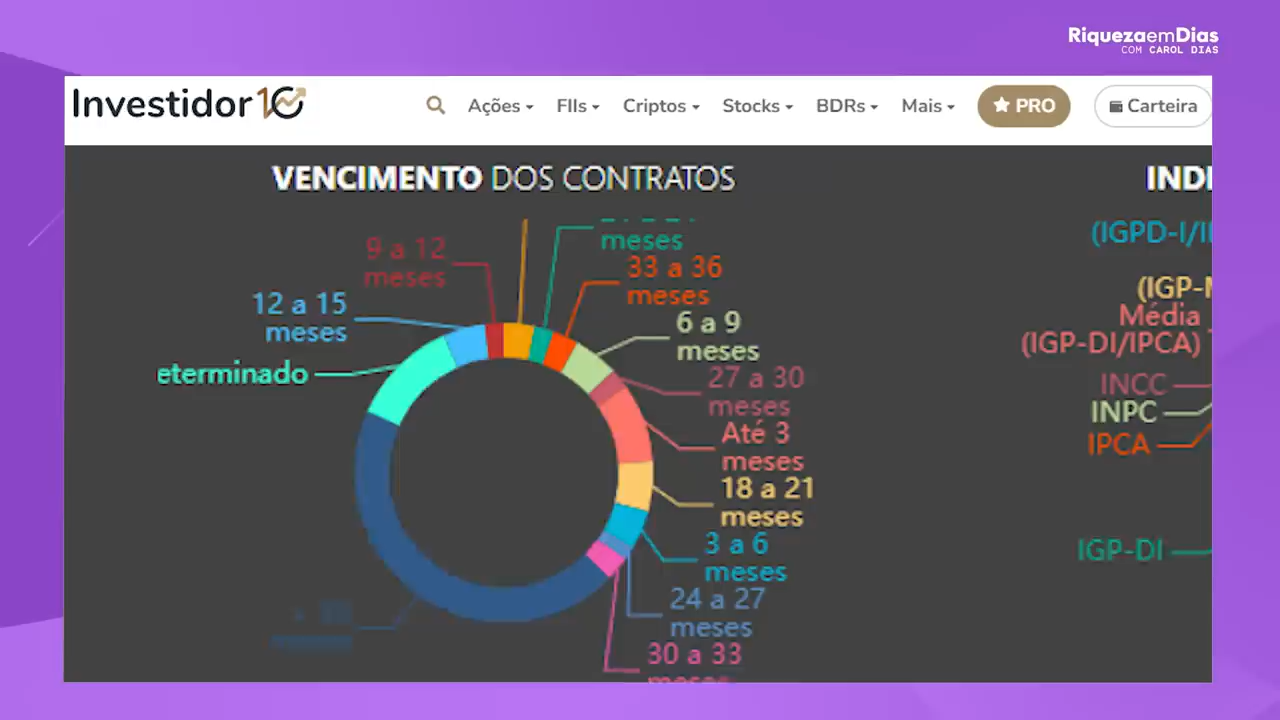 RiquezaemDias
COM CAROL DIAS
Investidor 10
Ações
FIIs
Criptos
Stocks
BDRs
Mais
PRO
Carteira
VENCIMENTO DOS CONTRATOS
9 a 12
meses
12 a 15
meses
eterminado
meses
33 a 36
meses
6 a 9
meses
27 a 30
meses
Até 3
meses
18 a 21
meses
3 a 6
meses
24 a 27
meses
30 a 33
meses
INDI
(IGPD-I/I
(IGP-M
Média
(IGP-DI/IPCA)
INCC
INPC
IPCA
IGP-DI